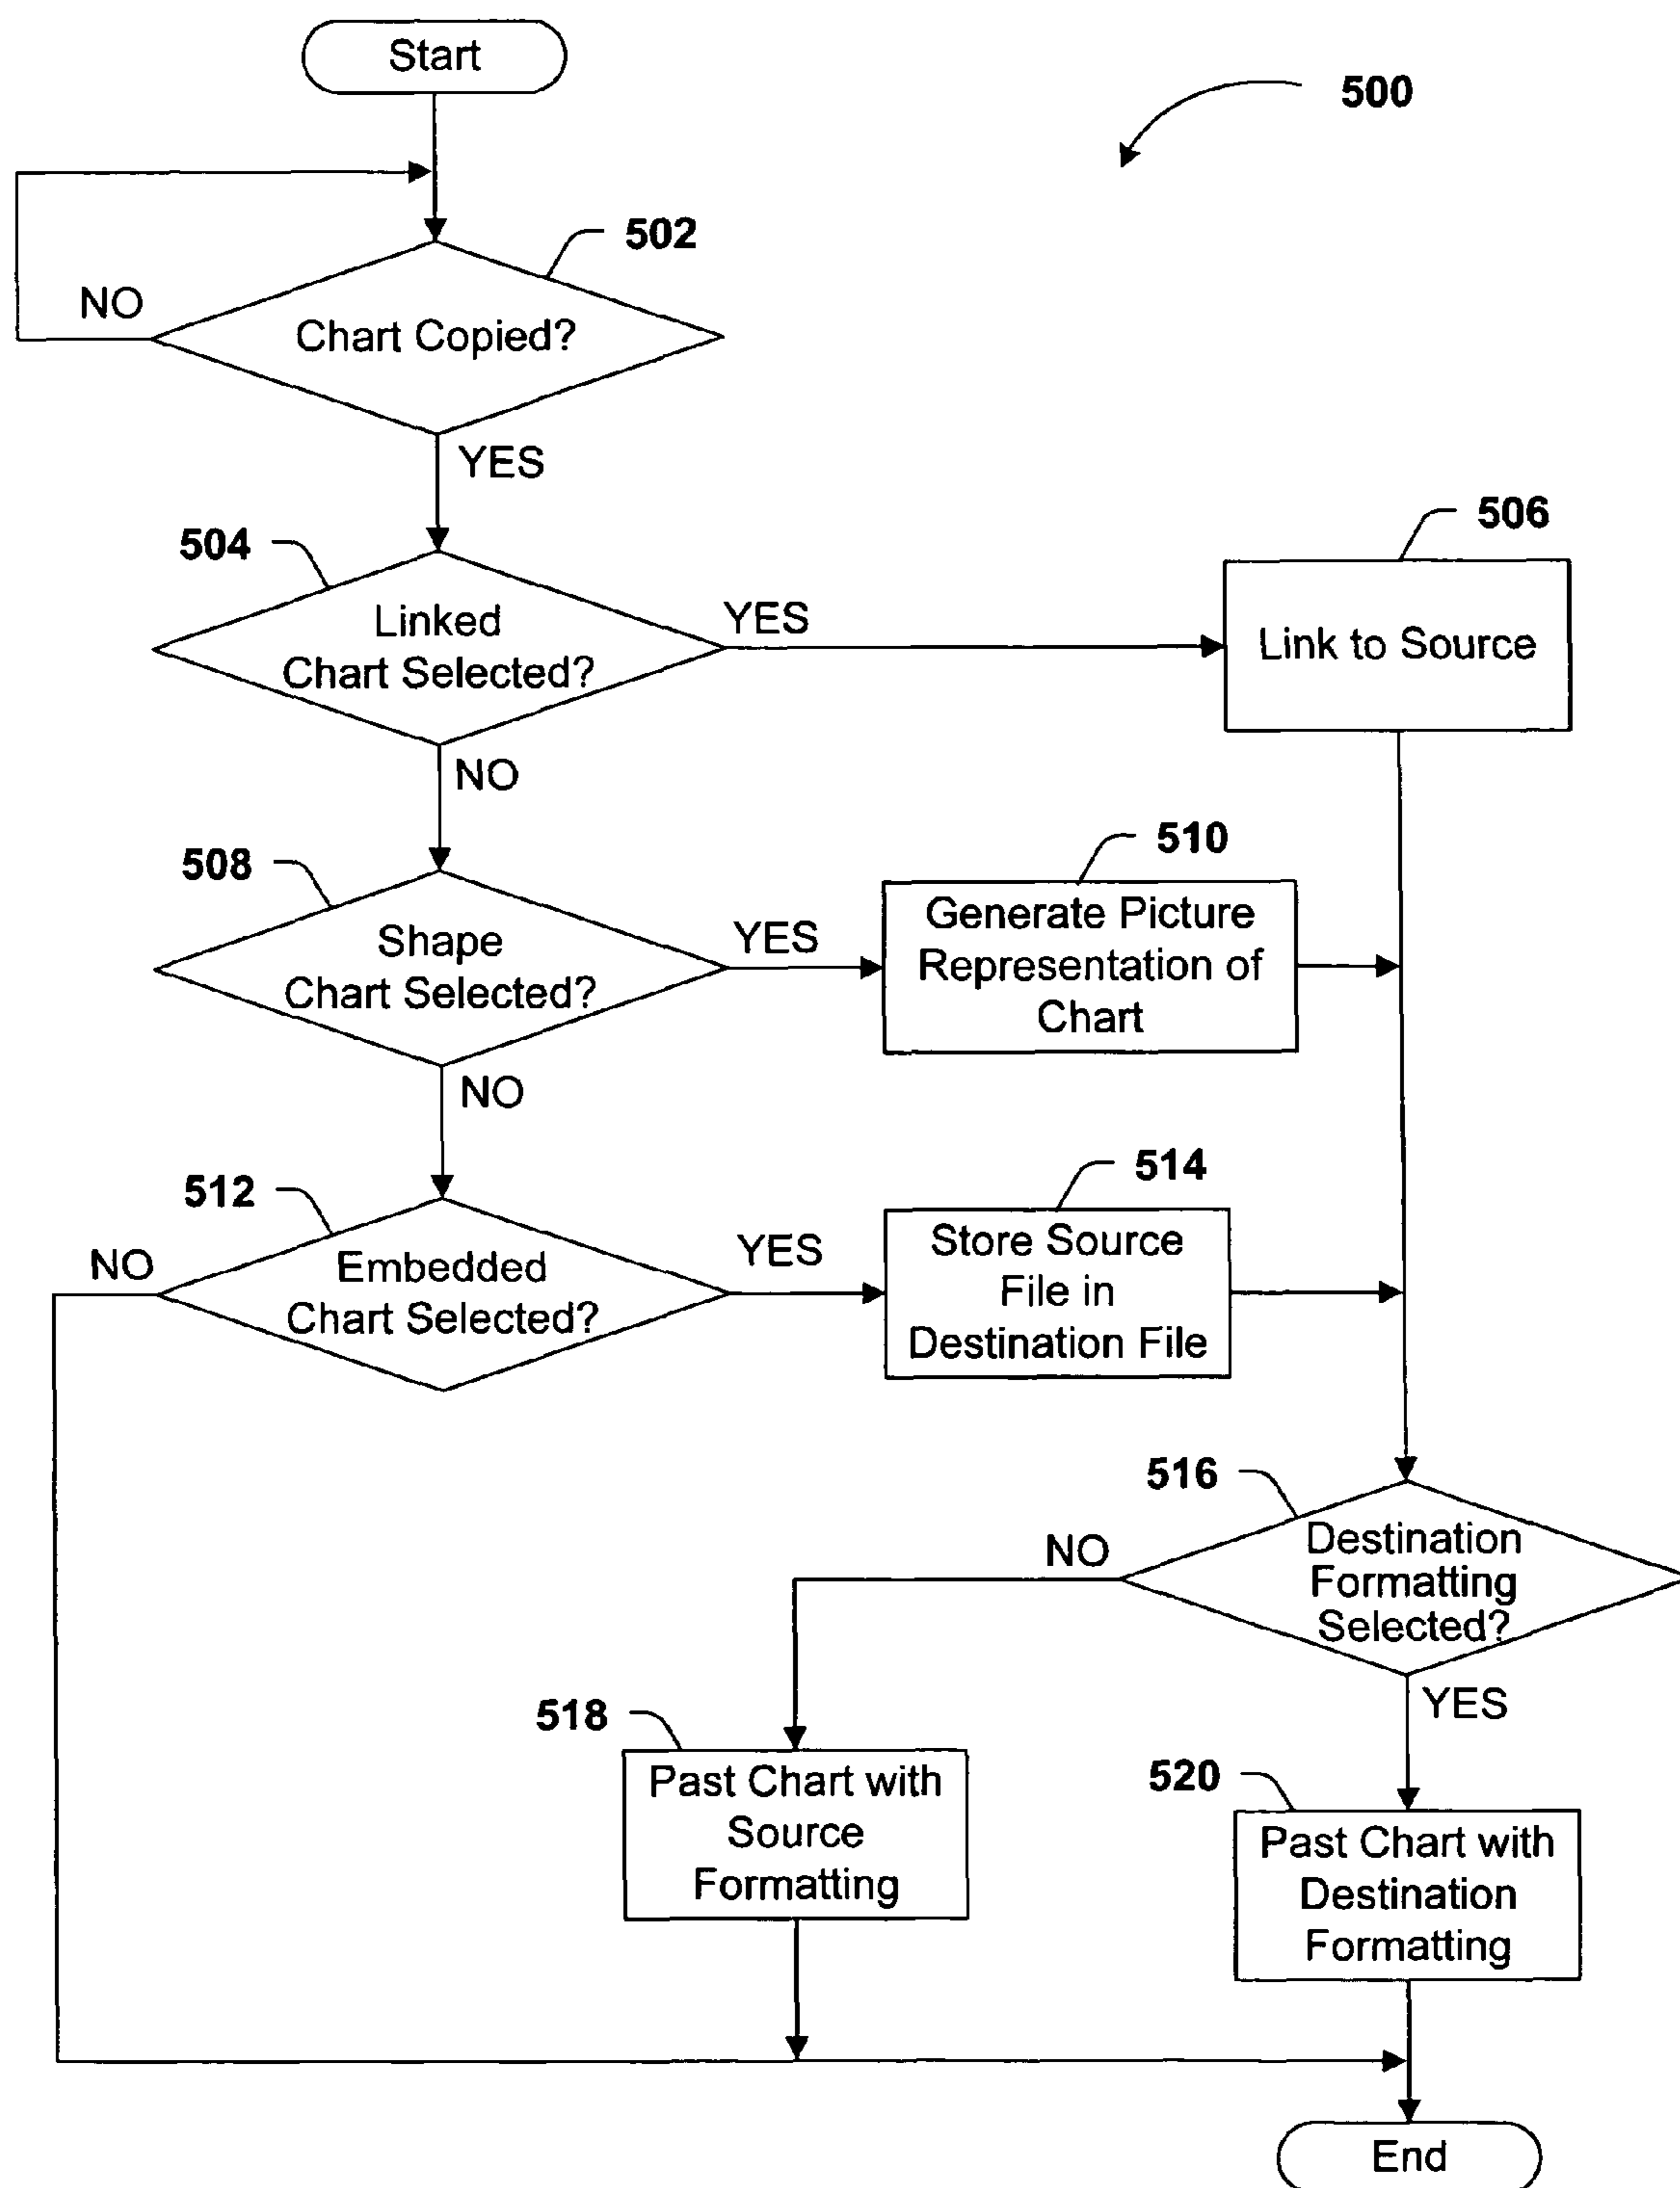 Start
500
502
NO
Chart Copied?
YES
504
506
Linked
Chart Selected?
YES
Link to Source
NO
508
510
Shape
Chart Selected?
YES
Generate Picture
Representation of
Chart
NO
512
514
NO
Embedded
Chart Selected?
YES
Store Source
File in
Destination File
516
NO
Destination
Formatting
Selected?
YES
518
Past Chart with
Source
Formatting
520
Past Chart with
Destination
Formatting
End